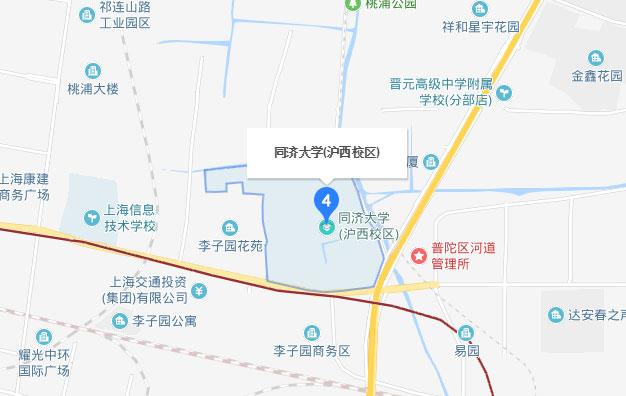 祁连山路
工业园区
桃浦公园
祥和星宇花园
桃浦大楼
金鑫花园
晋元高级中学附属
学校(分部店)
同济大学(沪西校区)
厦
上海康建
商务广场
4
上海信息
技术学校
同济大学
(沪西校区)
李子园花苑
普陀区河道
管理所
上海交通投资
(集团)有限公司
李子园公寓
达安春之声
李子园商务区
易园
耀光中环
国际广场